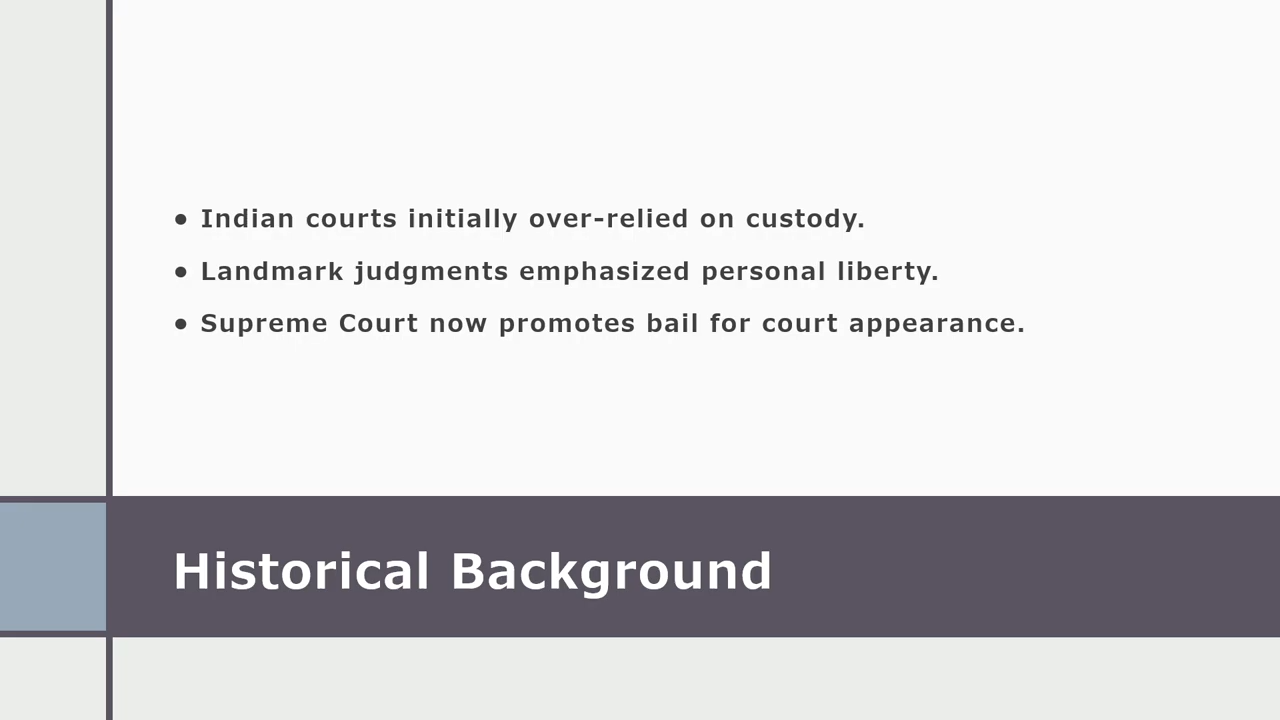 • Indian courts initially over-relied on custody.
• Landmark judgments emphasized personal liberty.
• Supreme Court now promotes bail for court appearance.
Historical Background